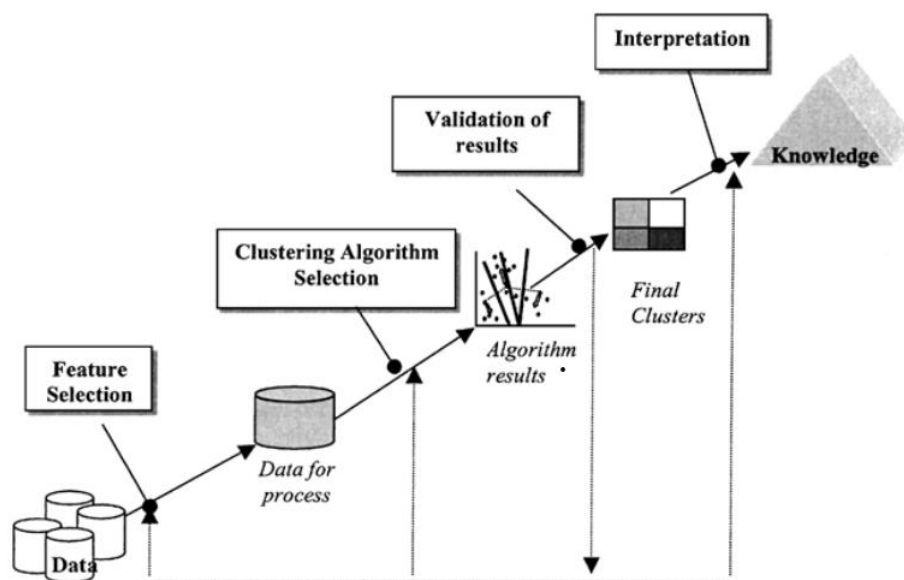 Interpretation
Knowledge
Validation of
results
Final
Clusters
Clustering Algorithm
Selection
Algorithm
results
Feature
Selection
Data for
process
Data